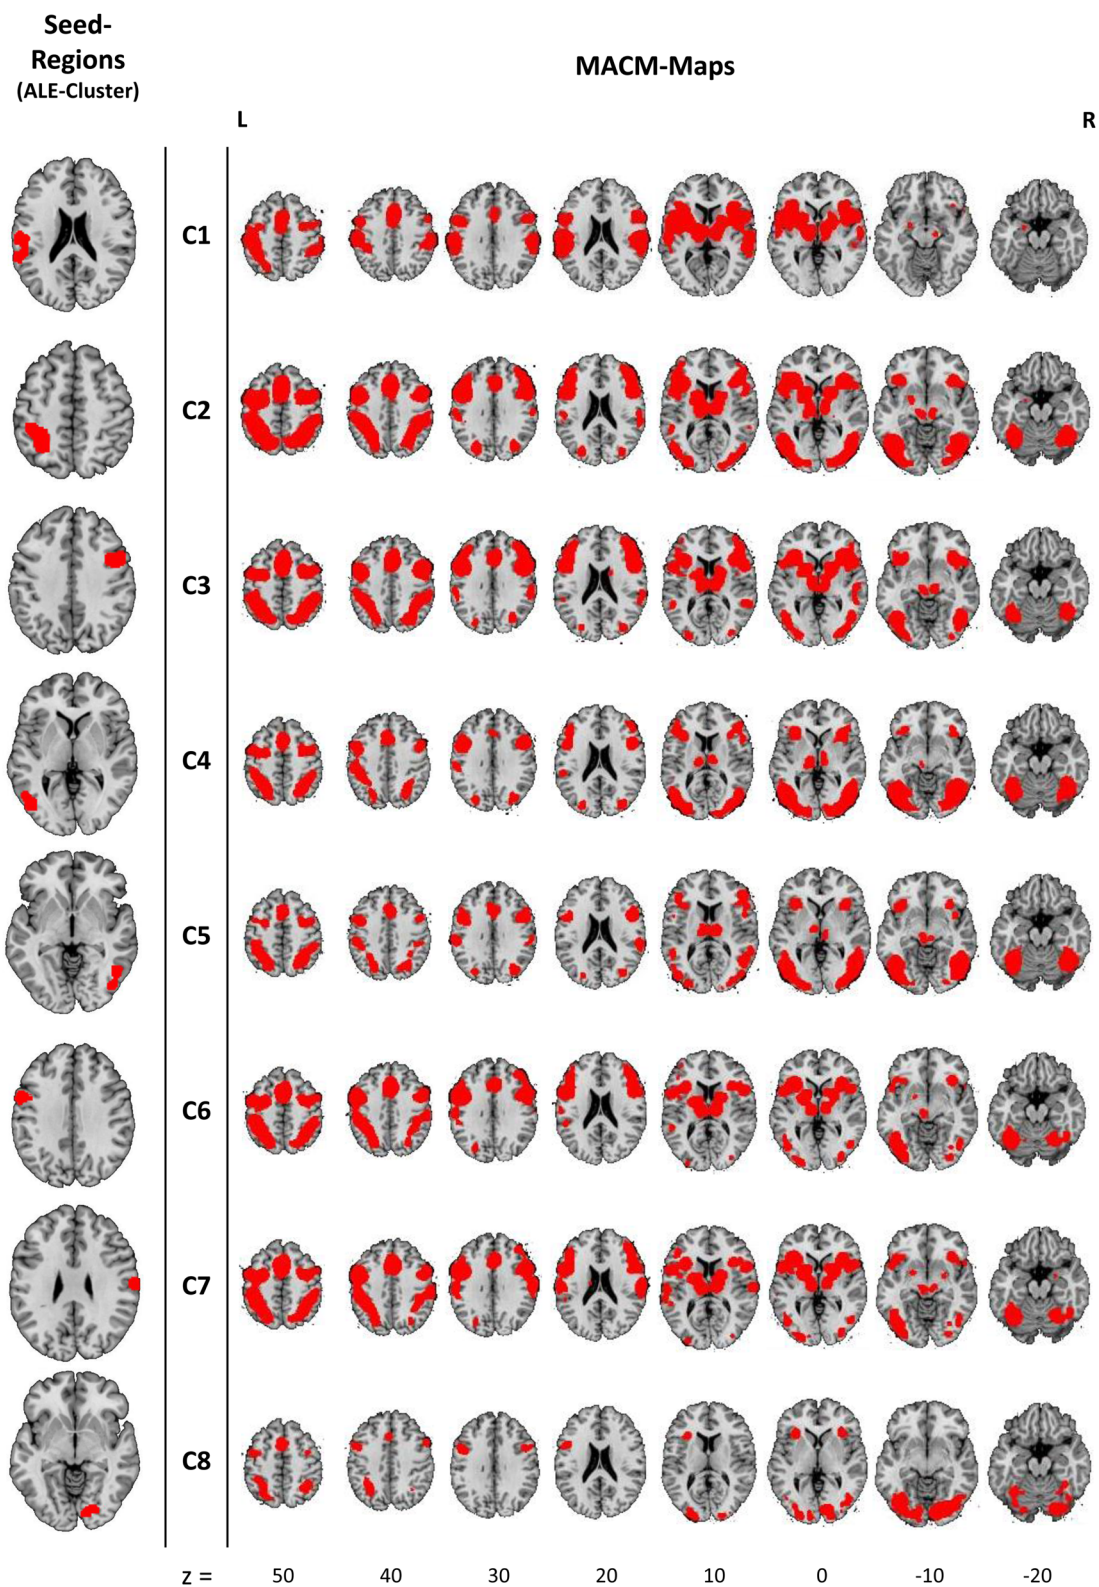 Seed-
Regions
(ALE-Cluster)
MACM-Maps
L
R
C1
C2
C3
C4
C5
C6
C7
C8
z = 50 40 30 20 10 0 -10 -20